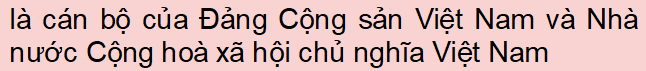 là cán bộ của Đảng Cộng sản Việt Nam và Nhà
nước Cộng hoà xã hội chủ nghĩa Việt Nam